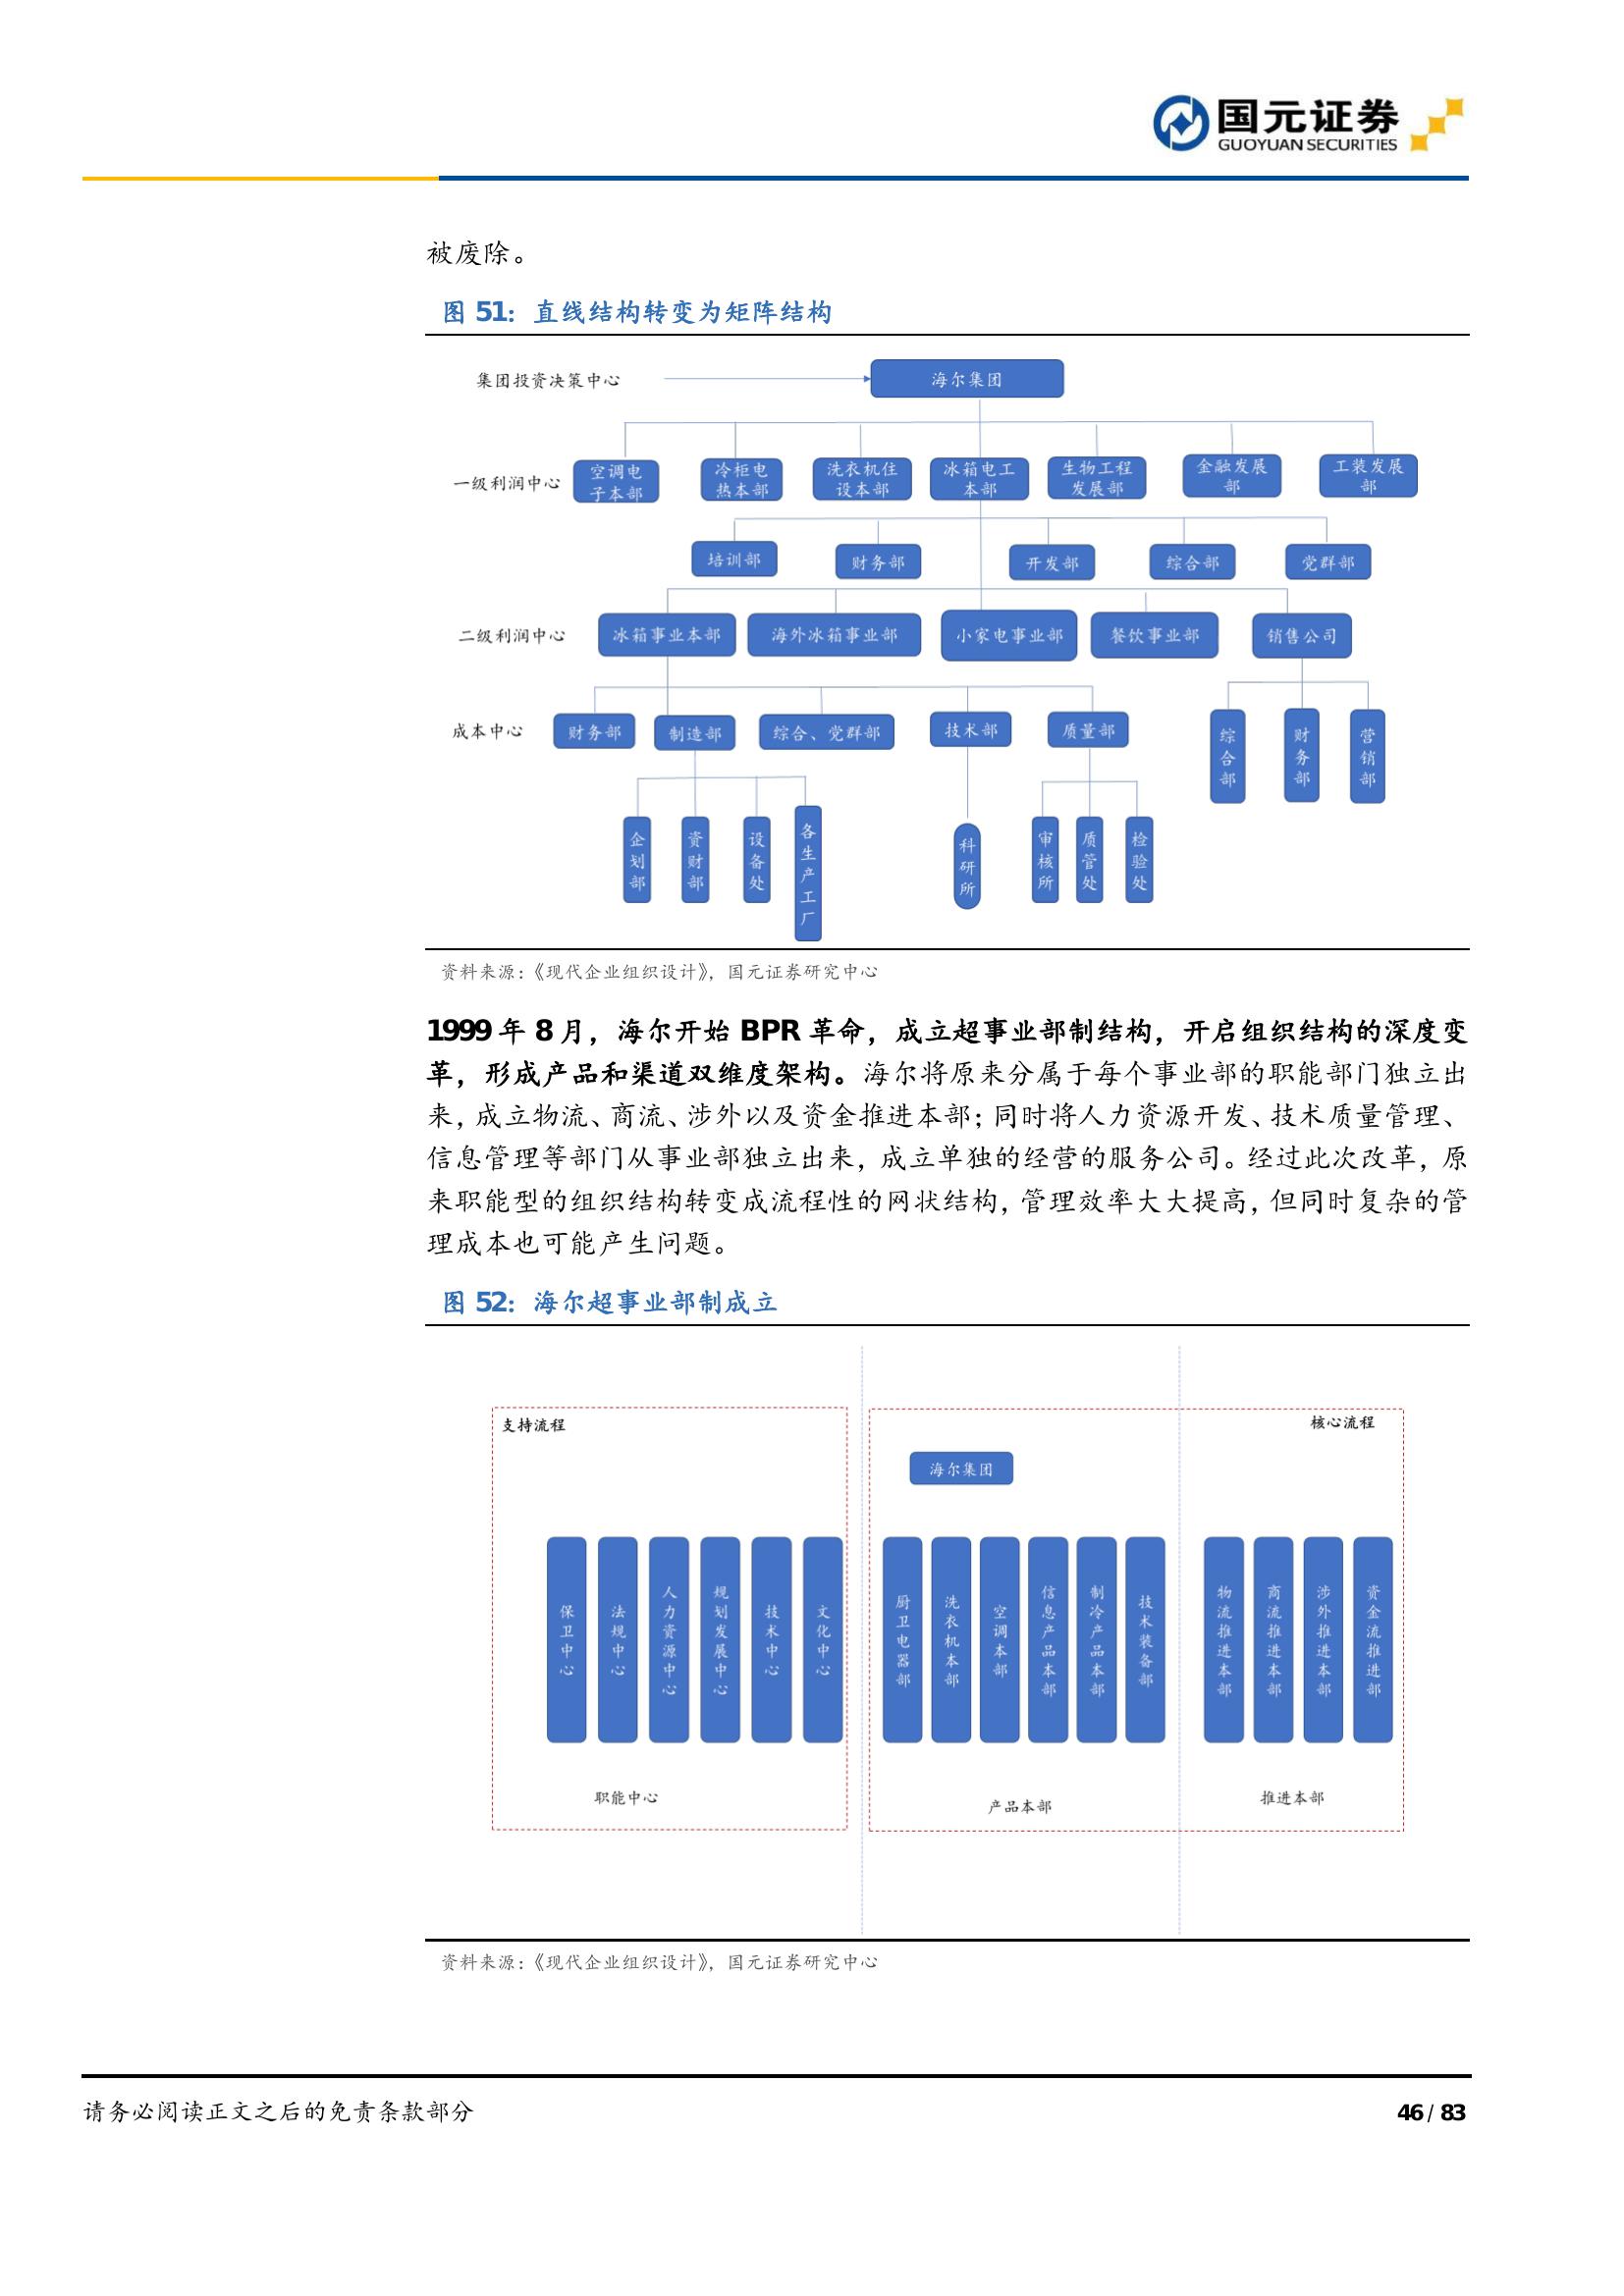 国元证券
GUOYUAN SECURITIES
被废除。
图 51：直线结构转变为矩阵结构
集团投资决策中心
海尔集团
一级利润中心
空调电
子本部
冷柜电
热本部
洗衣机住
设本部
冰箱电工
本部
生物工程
发展部
金融发展
部
工装发展
部
培训部
财务部
开发部
综合部
党群部
二级利润中心
冰箱事业本部
海外冰箱事业部
小家电事业部
餐饮事业部
销售公司
成本中心
财务部
制造部
综合、党群部
技术部
质量部
综合部
财务部
营销部
企划部
资财部
设备处
各生产工厂
科研所
审核所
质管处
检验处
资料来源：《现代企业组织设计》，国元证券研究中心
1999 年 8 月，海尔开始 BPR 革命，成立超事业部制结构，开启组织结构的深度变
革，形成产品和渠道双维度架构。海尔将原来分属于每个事业部的职能部门独立出
来，成立物流、商流、涉外以及资金推进本部；同时将人力资源开发、技术质量管理、
信息管理等部门从事业部独立出来，成立单独的经营的服务公司。经过此次改革，原
来职能型的组织结构转变成流程性的网状结构，管理效率大大提高，但同时复杂的管
理成本也可能产生问题。
图 52：海尔超事业部制成立
支持流程
核心流程
海尔集团
保卫中心
法规中心
人力资源中心
规划发展中心
技术中心
文化中心
厨卫电器部
洗衣机本部
空调本部
信息产品本部
制冷产品本部
技术装备部
物流推进本部
商流推进本部
涉外推进本部
资金流推进部
职能中心
产品本部
推进本部
资料来源：《现代企业组织设计》，国元证券研究中心
请务必阅读正文之后的免责条款部分
46 / 83